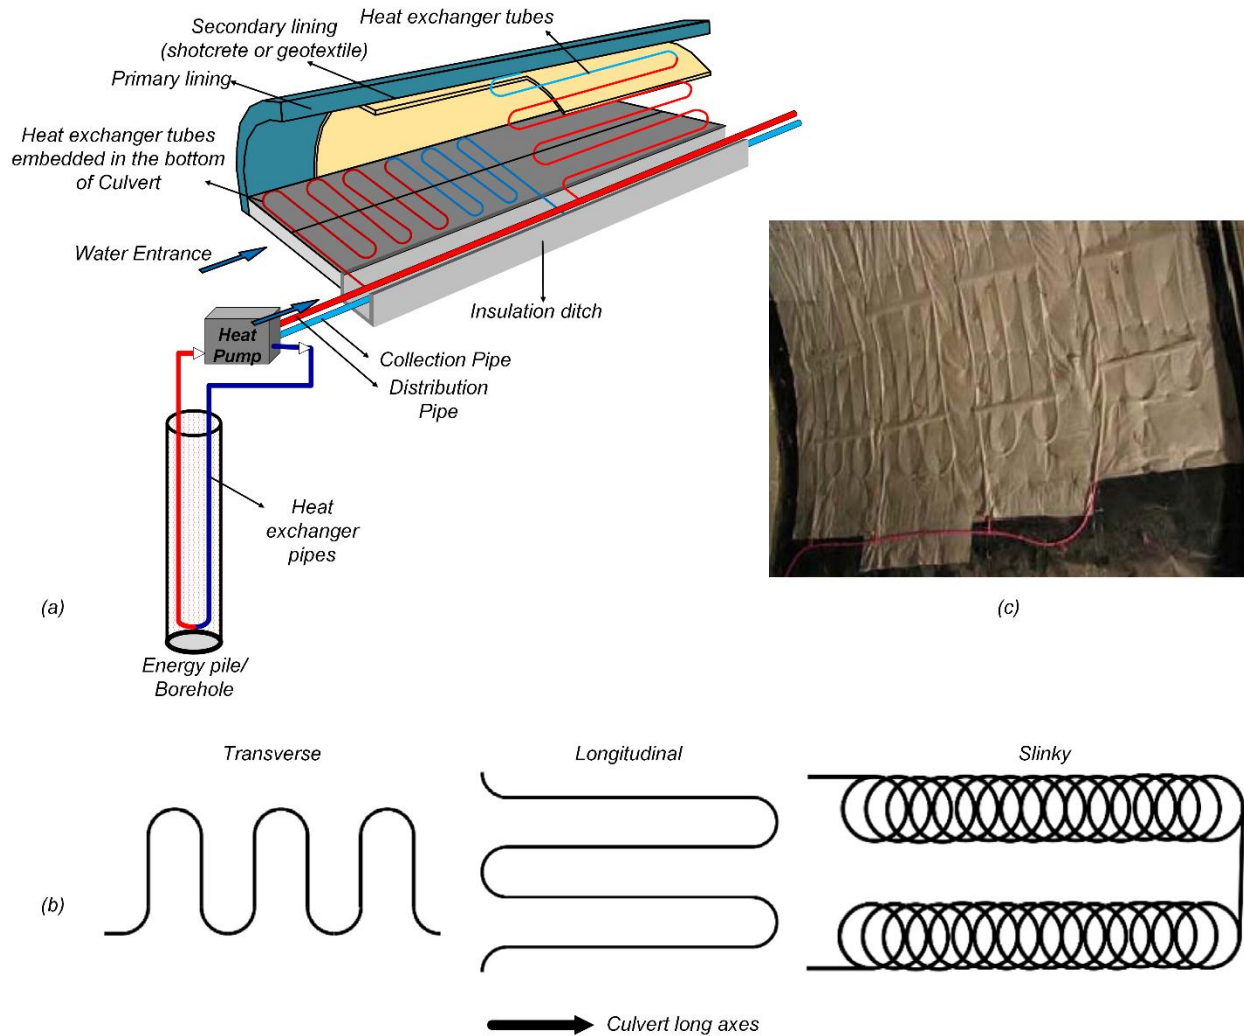 Heat exchanger tubes
Secondary lining
(shotcrete or geotextile)
Primary lining
Heat exchanger tubes
embedded in the bottom
of Culvert
Water Entrance
Insulation ditch
Heat
Pump
Collection Pipe
Distribution
Pipe
Heat
exchanger
pipes
(a)
(c)
Energy pile/
Borehole
Transverse
Longitudinal
Slinky
(b)
Culvert long axes